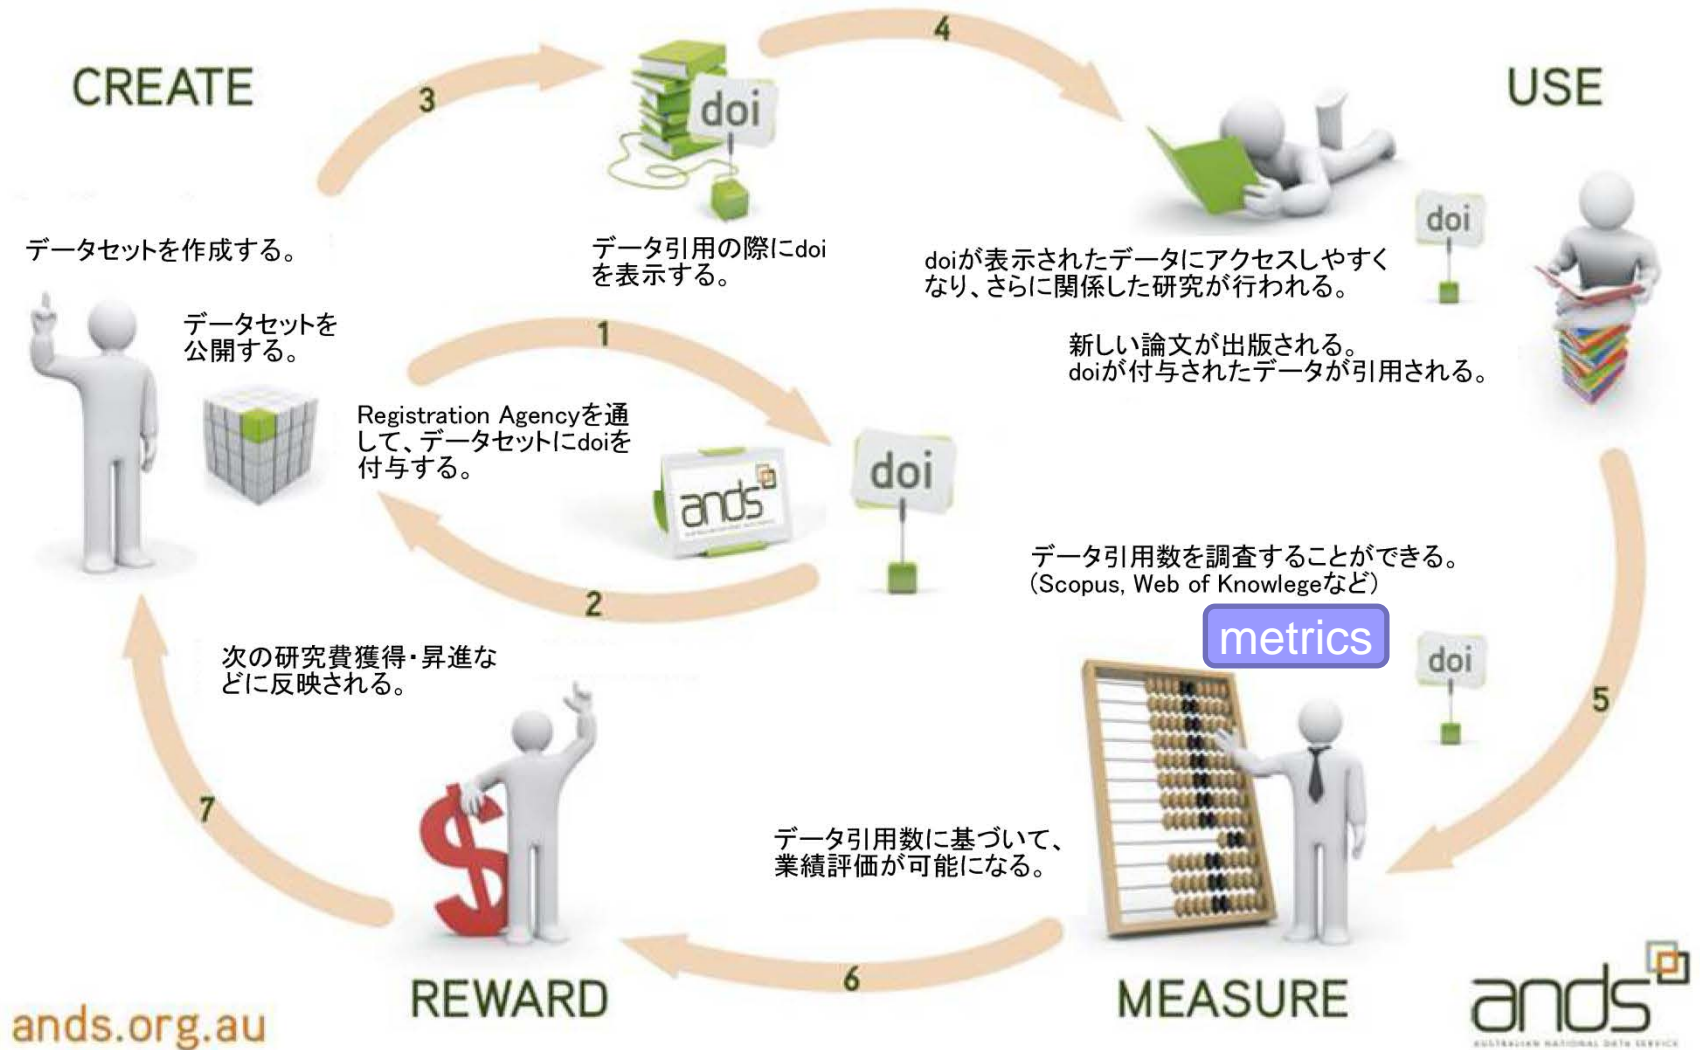 CREATE
3
4
USE
doi
データセットを作成する。
データ引用の際にdoi
を表示する。
doi
doiが表示されたデータにアクセスしやすく
なり、さらに関係した研究が行われる。
データセットを
公開する。
1
新しい論文が出版される。
doiが付与されたデータが引用される。
Registration Agencyを通
して、データセットにdoiを
付与する。
ands
doi
2
データ引用数を調査することができる。
(Scopus, Web of Knowlegeなど)
metrics
doi
次の研究費獲得・昇進な
どに反映される。
5
7
データ引用数に基づいて、
業績評価が可能になる。
6
REWARD
MEASURE
ands.org.au
ands
AUSTRALIAN NATIONAL DATA SERVICE